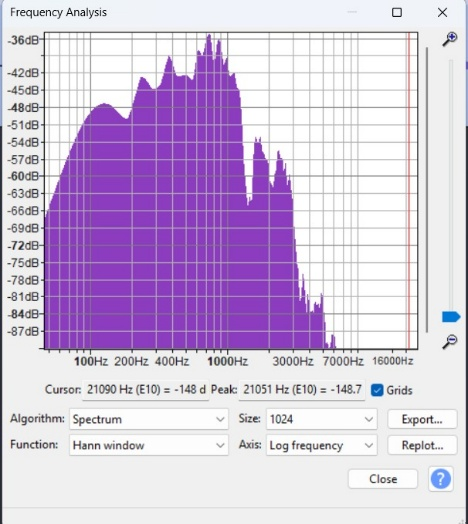 Frequency Analysis
-36dB
-42dB
-45dB
-48dB
-51dB
-54dB
-57dB
-60dB
-63dB
-66dB
-69dB
-72dB
-75dB
-78dB
-81dB
-84dB
-87dB
100Hz 200Hz 400Hz 1000Hz 3000Hz 7000Hz 16000Hz
Cursor: 21090 Hz (E10) = -148 d Peak: 21051 Hz (E10) = -148.7 Grids
Algorithm: Spectrum Size: 1024 Export...
Function: Hann window Axis: Log frequency Replot...
Close ?